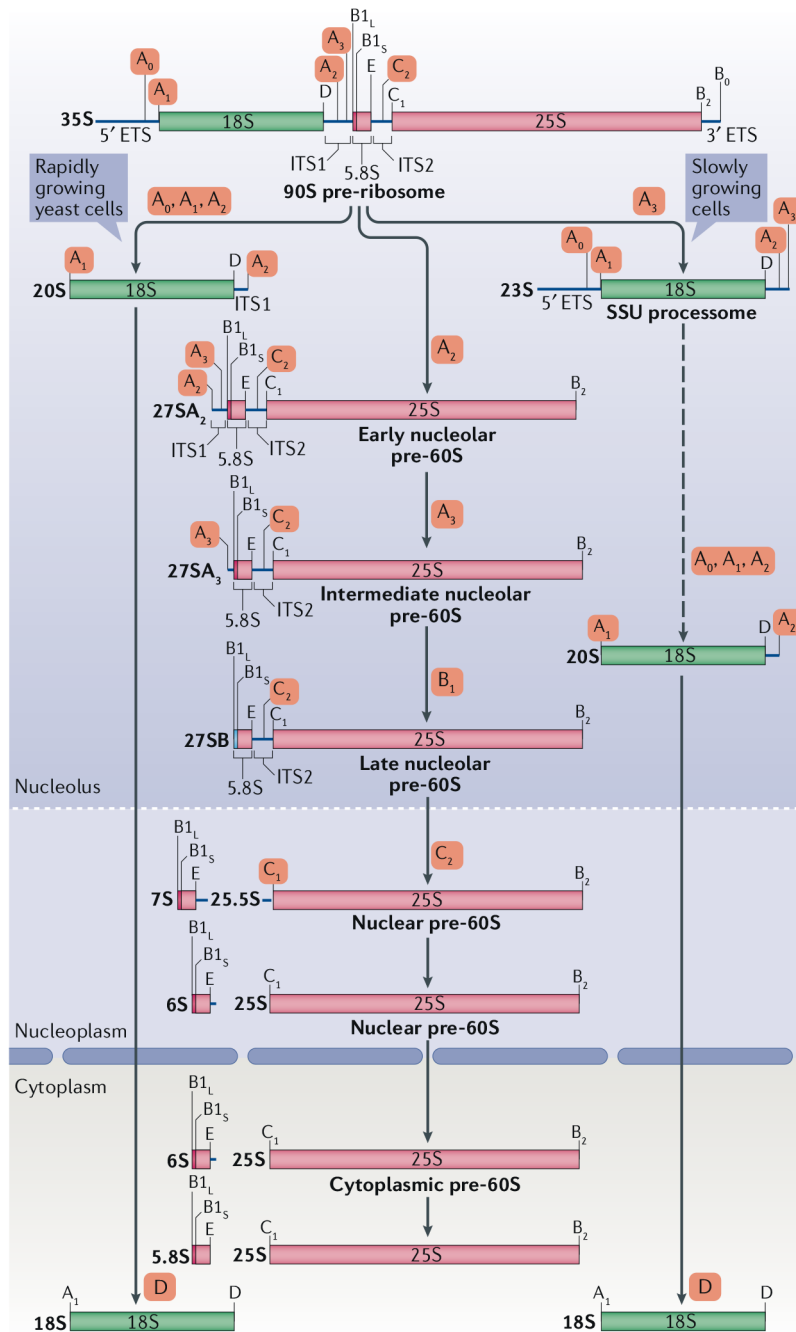 B1L
A3 B1S
A0 A2 E C2 B0
A1 D C1 B2
35S 18S 25S
5′ ETS 3′ ETS
ITS1 5.8S ITS2
90S pre-ribosome
Rapidly
growing
yeast cells
Slowly
growing
cells
A0, A1, A2
A3
A1 D A2
20S 18S
ITS1
A0 A1 D A2 A3
23S 18S
5′ ETS
SSU processome
A2
B1L
A3 B1S C2
A2 E C1 B2
27SA2 25S
ITS1 5.8S ITS2
Early nucleolar
pre-60S
A3
B1L
B1S C2
A3 E C1 B2
27SA3 25S
5.8S ITS2
Intermediate nucleolar
pre-60S
A0, A1, A2
A1 D A2
20S 18S
B1
B1L
B1S C2
E C1 B2
27SB 25S
5.8S ITS2
Late nucleolar
pre-60S
Nucleolus
C2
B1L
B1S
E C1 B2
7S 25.5S 25S
Nuclear pre-60S
B1L
B1S
E C1 B2
6S 25S 25S
Nuclear pre-60S
Nucleoplasm
Cytoplasm
B1L
B1S
E C1 B2
6S 25S 25S
Cytoplasmic pre-60S
B1L
B1S
E C1 B2
5.8S 25S 25S
D D
A1 D A1 D
18S 18S 18S 18S